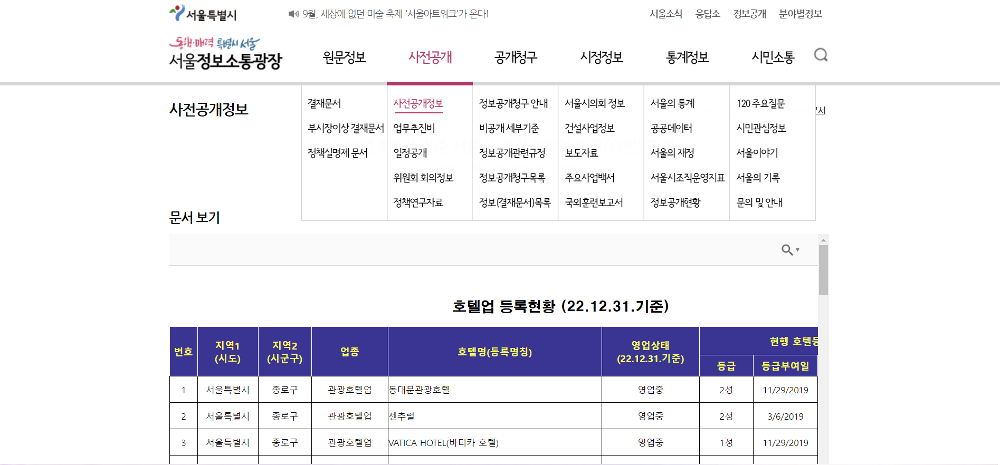 서울특별시
9월, 세상에 없던 미술 축제 '서울아트위크'가 온다!
서울소식 응답소 정보공개 분야별정보
동행·매력 특별시 서울
서울정보소통광장
원문정보 사전공개 공개청구 시정정보 통계정보 시민소통
사전공개정보
결재문서 사전공개정보 정보공개청구 안내 서울시의회 정보 서울의 통계 120 주요질문
문서
부시장이상 결재문서 업무추진비 비공개 세부기준 건설사업정보 공공데이터 시민관심정보
정책실명제 문서 일정공개 정보공개관련규정 보도자료 서울의 재정 서울이야기
위원회 회의정보 정보공개청구목록 주요사업백서 서울시조직운영지표 서울의 기록
정책연구자료 정보(결재문서)목록 국외훈련보고서 정보공개현황 문의 및 안내
문서 보기
호텔업 등록현황 (22.12.31.기준)
번호 지역1 (시도) 지역2 (시군구) 업종 호텔명(등록명칭) 영업상태 (22.12.31.기준) 현행 호텔등
등급 등급부여일
1 서울특별시 종로구 관광호텔업 동대문관광호텔 영업중 2성 11/29/2019
2 서울특별시 종로구 관광호텔업 센추럴 영업중 2성 3/6/2019
3 서울특별시 종로구 관광호텔업 VATICA HOTEL(바티카 호텔) 영업중 1성 11/29/2019